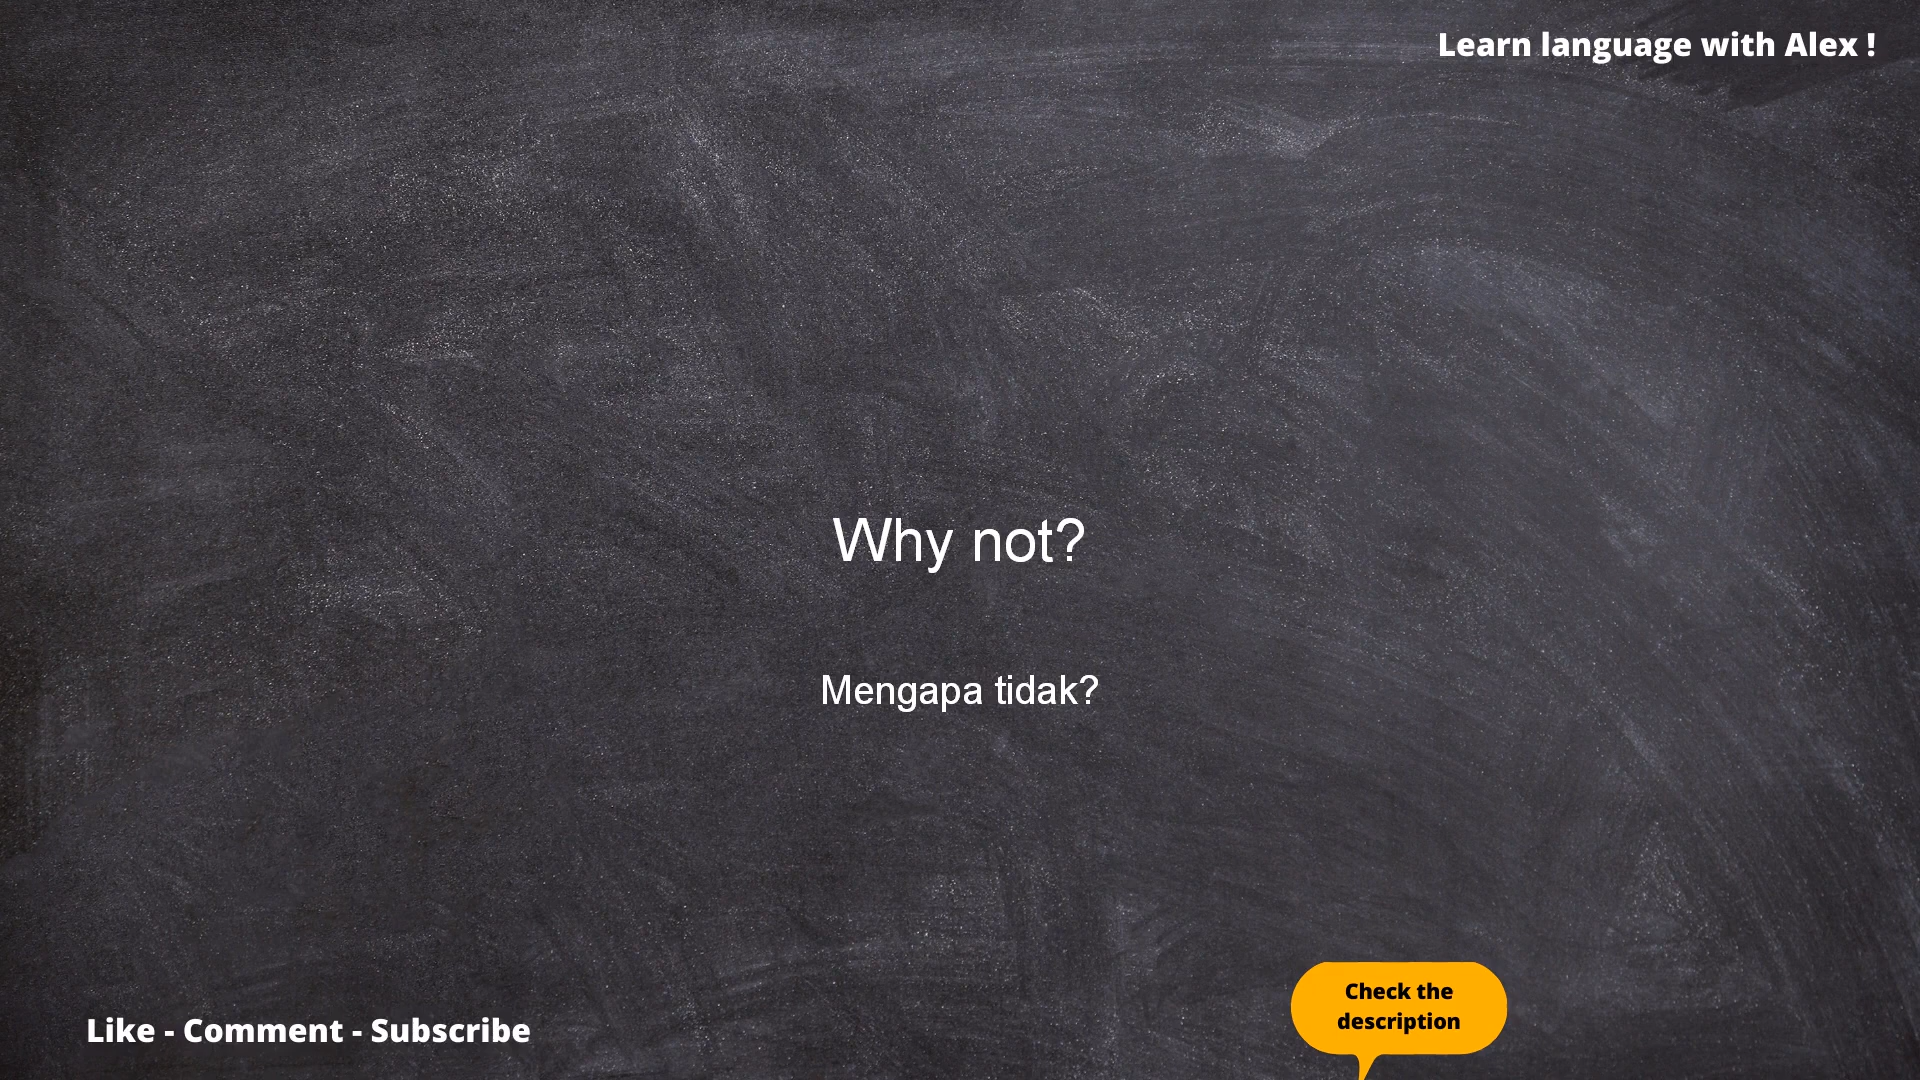 Learn language with Alex !
Why not?
Mengapa tidak?
Like - Comment - Subscribe
Check the
description